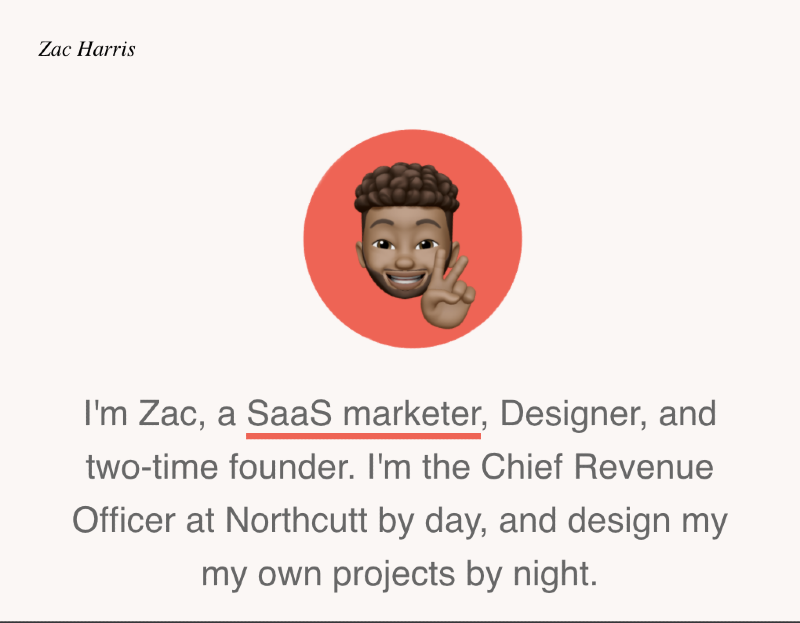 Zac Harris
I'm Zac, a SaaS marketer, Designer, and
two-time founder. I'm the Chief Revenue
Officer at Northcutt by day, and design my
my own projects by night.